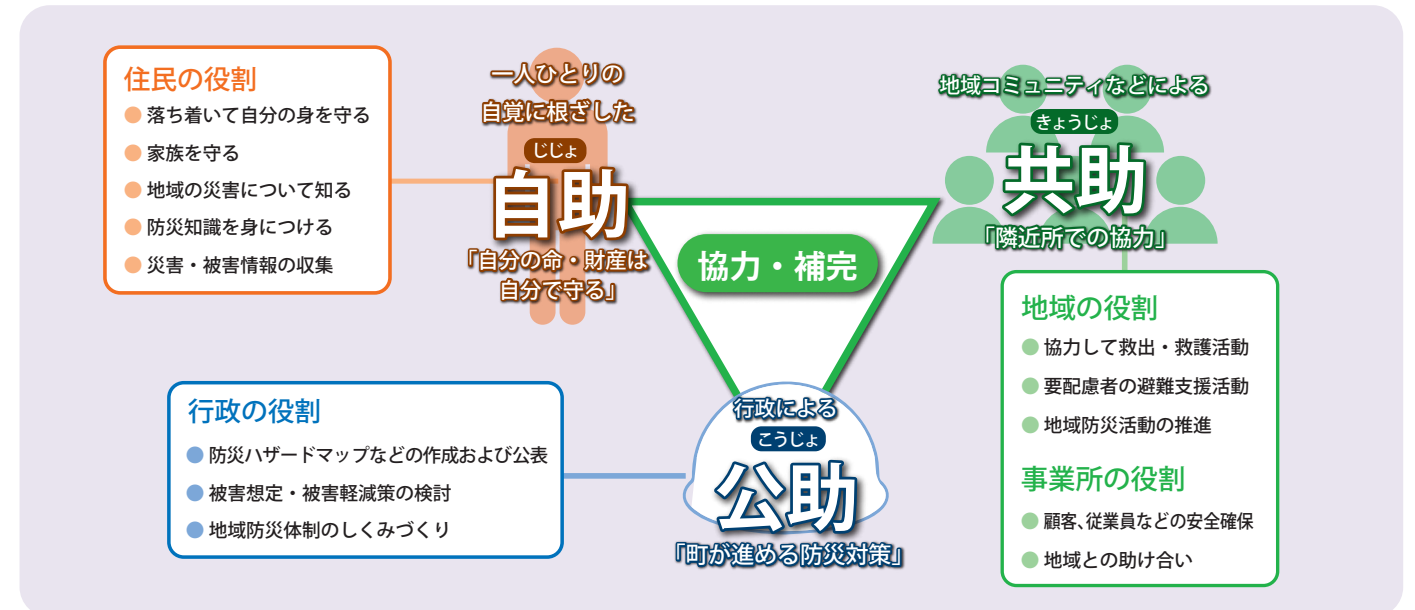 住民の役割
● 落ち着いて自分の身を守る
● 家族を守る
● 地域の災害について知る
● 防災知識を身につける
● 災害・被害情報の収集
一人ひとりの
自覚に根ざした
じじょ
自助
「自分の命・財産は
自分で守る」
協力・補完
地域コミュニティなどによる
きょうじょ
共助
「隣近所での協力」
地域の役割
● 協力して救出・救護活動
● 要配慮者の避難支援活動
● 地域防災活動の推進
事業所の役割
● 顧客、従業員などの安全確保
● 地域との助け合い
行政の役割
● 防災ハザードマップなどの作成および公表
● 被害想定・被害軽減策の検討
● 地域防災体制のしくみづくり
行政による
こうじょ
公助
「町が進める防災対策」